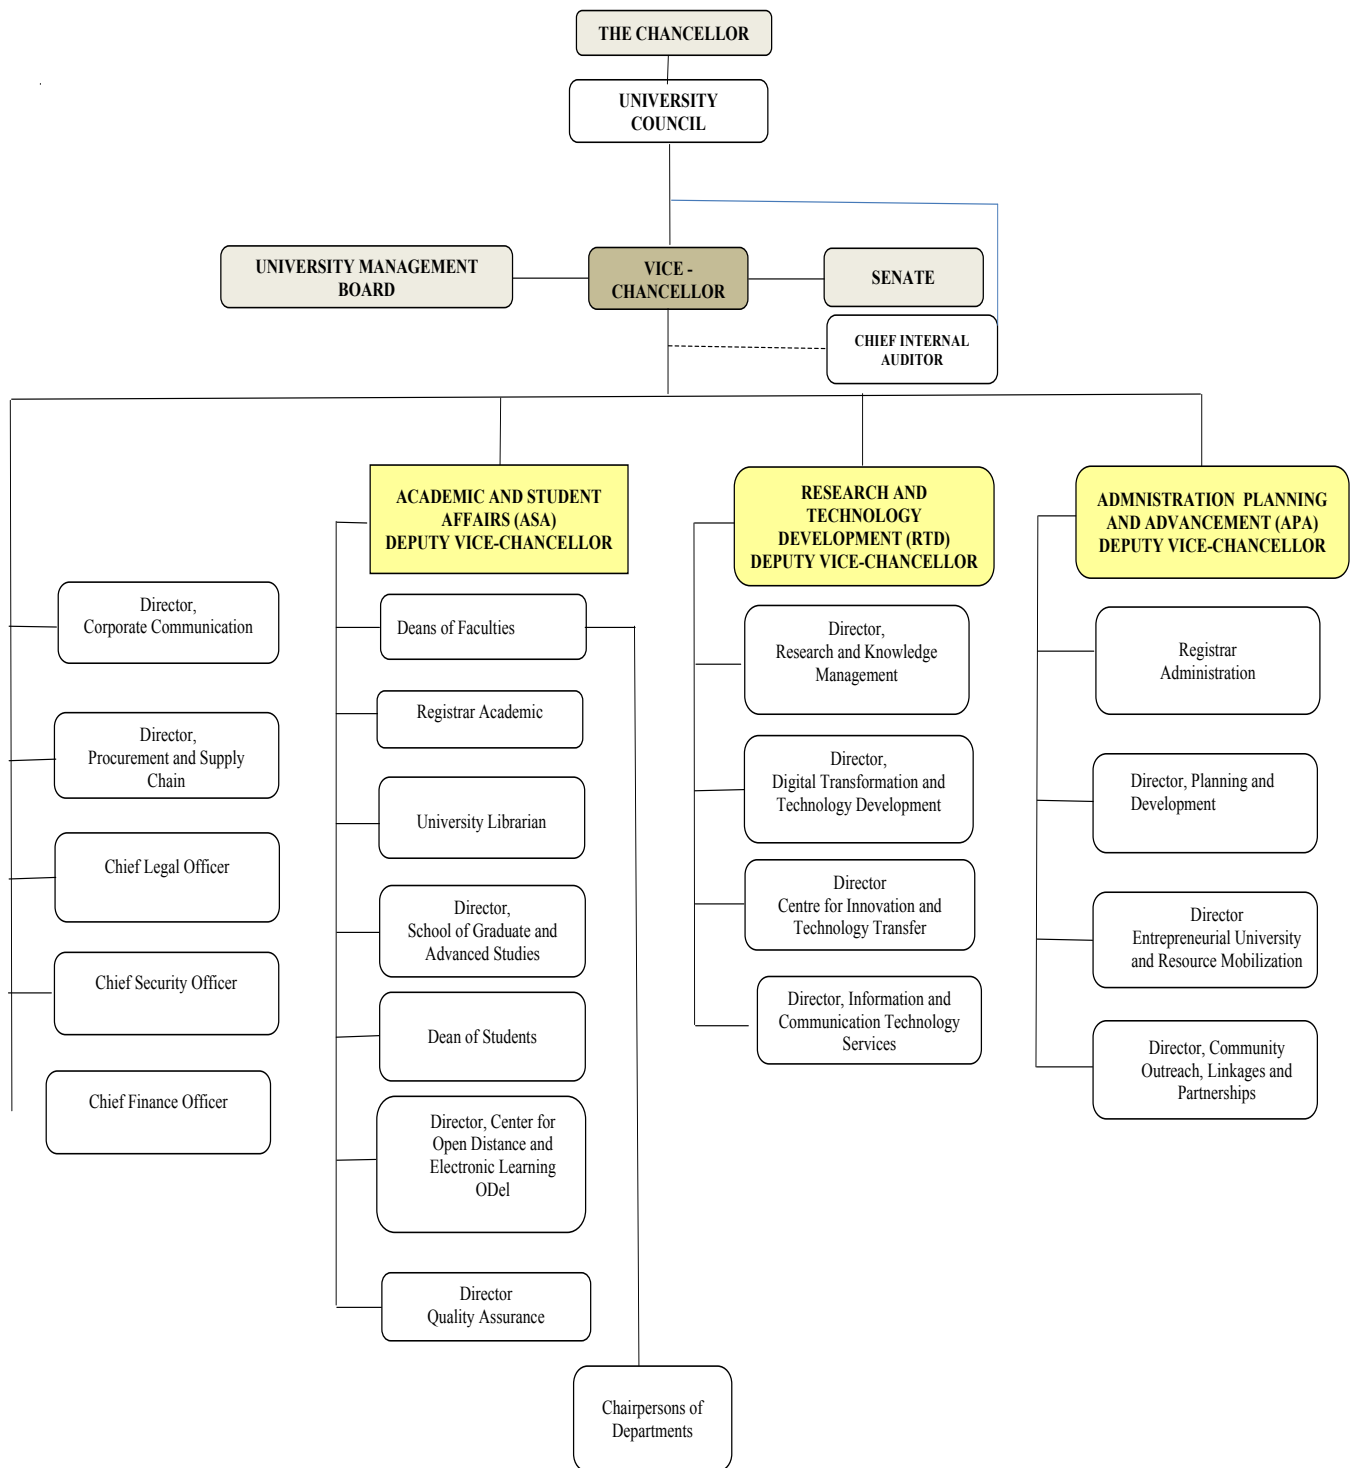 THE CHANCELLOR
UNIVERSITY
COUNCIL
UNIVERSITY MANAGEMENT
BOARD
VICE -
CHANCELLOR
SENATE
CHIEF INTERNAL
AUDITOR
ACADEMIC AND STUDENT
AFFAIRS (ASA)
DEPUTY VICE-CHANCELLOR
RESEARCH AND
TECHNOLOGY
DEVELOPMENT (RTD)
DEPUTY VICE-CHANCELLOR
ADMNISTRATION PLANNING
AND ADVANCEMENT (APA)
DEPUTY VICE-CHANCELLOR
Director,
Corporate Communication
Director,
Procurement and Supply
Chain
Chief Legal Officer
Chief Security Officer
Chief Finance Officer
Deans of Faculties
Registrar Academic
University Librarian
Director,
School of Graduate and
Advanced Studies
Dean of Students
Director, Center for
Open Distance and
Electronic Learning
ODel
Director
Quality Assurance
Chairpersons of
Departments
Director,
Research and Knowledge
Management
Director,
Digital Transformation and
Technology Development
Director
Centre for Innovation and
Technology Transfer
Director, Information and
Communication Technology
Services
Registrar
Administration
Director, Planning and
Development
Director
Entrepreneurial University
and Resource Mobilization
Director, Community
Outreach, Linkages and
Partnerships